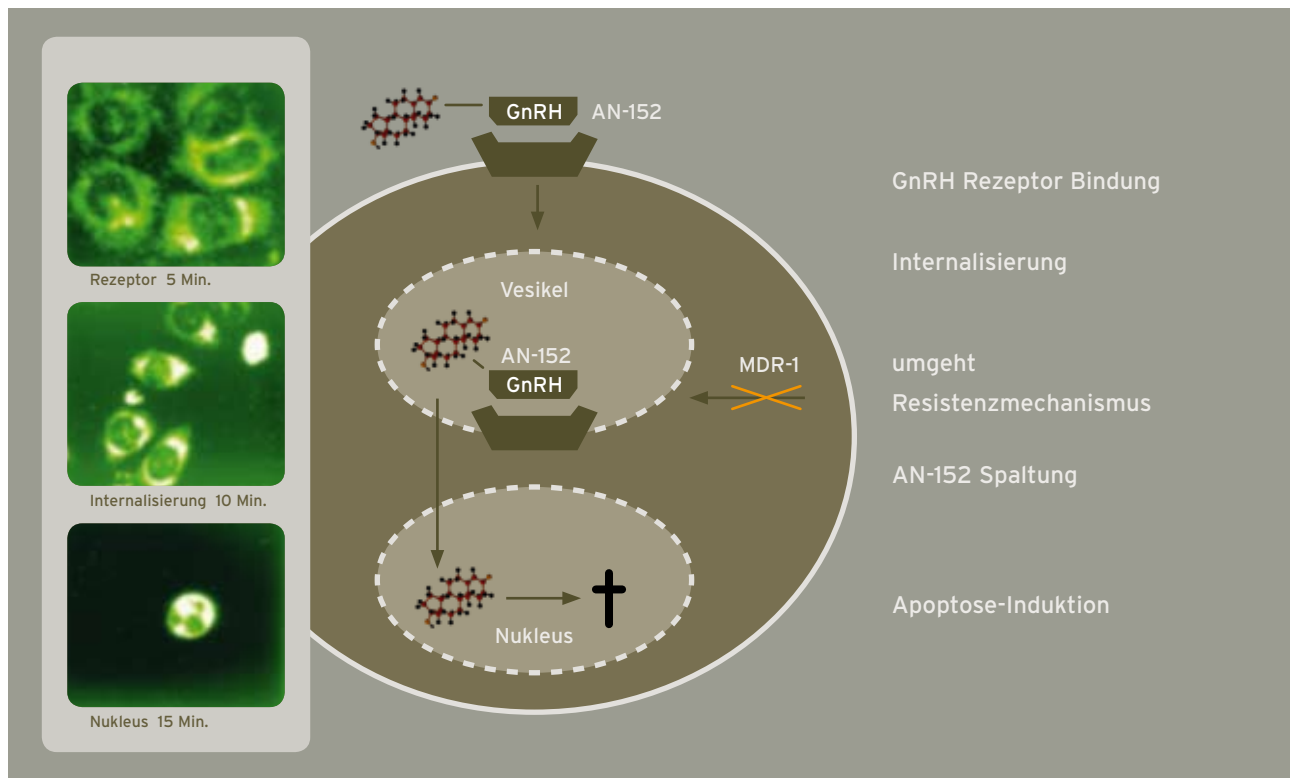 Rezeptor 5 Min.
Internalisierung 10 Min.
Nukleus 15 Min.
GnRH
AN-152
Vesikel
AN-152
GnRH
MDR-1
Nukleus
GnRH Rezeptor Bindung
Internalisierung
umgeht
Resistenzmechanismus
AN-152 Spaltung
Apoptose-Induktion